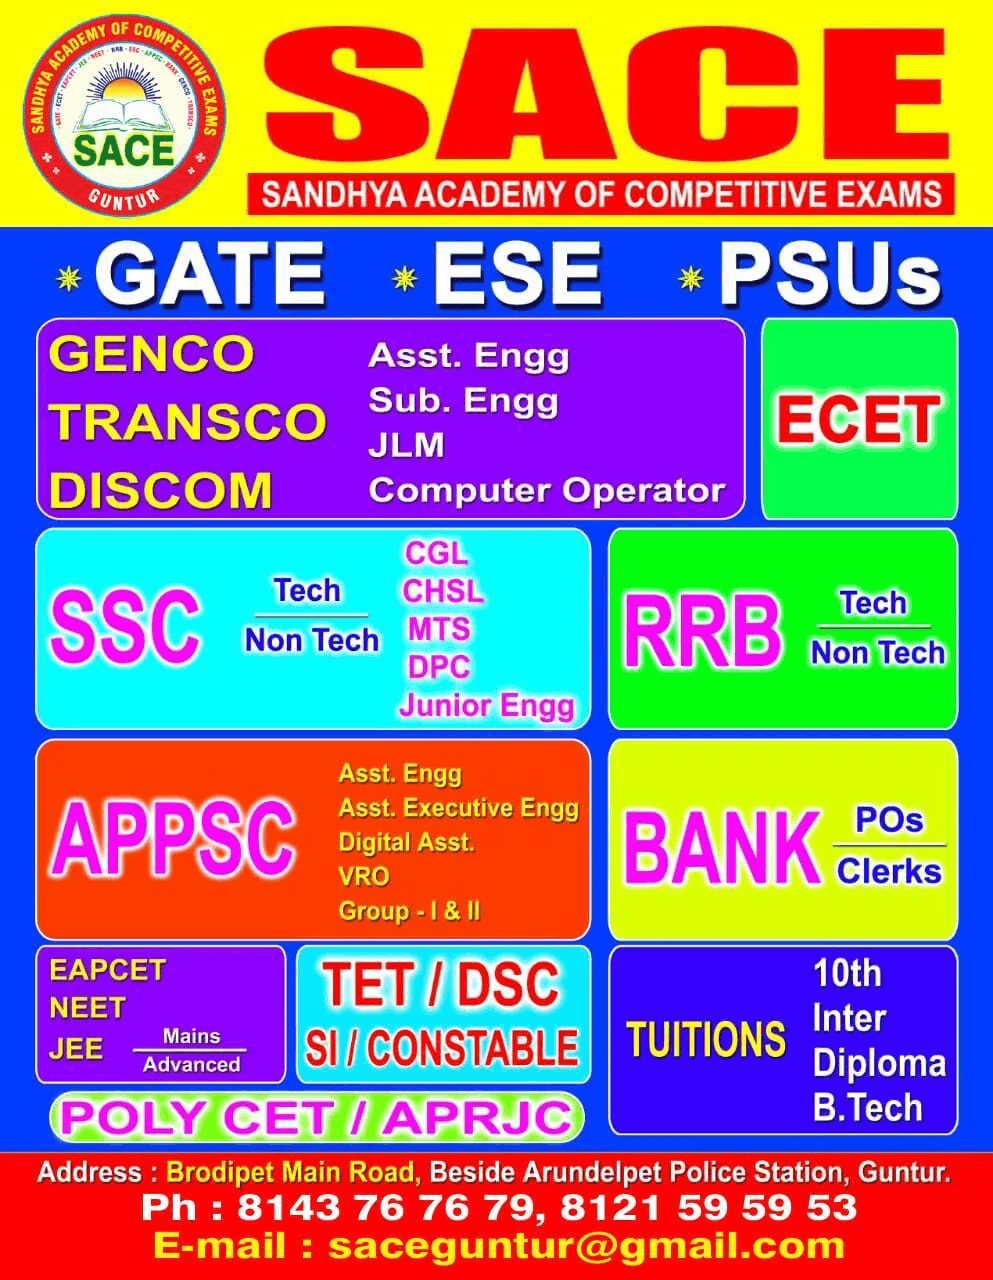 SANDHYA ACADEMY OF COMPETITIVE EXAMS
SACE
GUNTUR
SACE
SANDHYA ACADEMY OF COMPETITIVE EXAMS
GATE ESE PSUs
GENCO
TRANSCO
DISCOM
Asst. Engg
Sub. Engg
JLM
Computer Operator
ECET
SSC
Tech
Non Tech
CGL
CHSL
MTS
DPC
Junior Engg
RRB
Tech
Non Tech
APPSC
Asst. Engg
Asst. Executive Engg
Digital Asst.
VRO
Group - I & II
BANK
POs
Clerks
EAPCET
NEET
JEE
Mains
Advanced
TET / DSC
SI / CONSTABLE
TUITIONS
10th
Inter
Diploma
B.Tech
POLY CET / APRJC
Address : Brodipet Main Road, Beside Arundelpet Police Station, Guntur.
Ph : 8143 76 76 79, 8121 59 59 53
E-mail : saceguntur@gmail.com